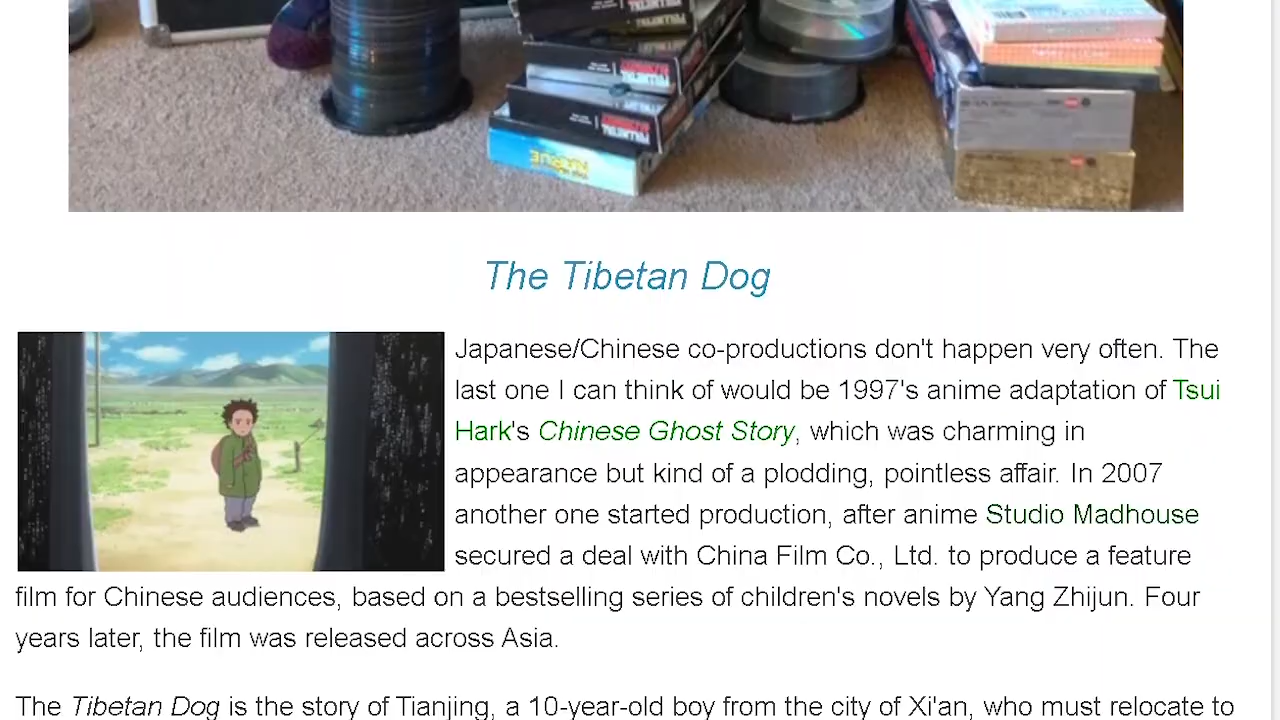 The Tibetan Dog
Japanese/Chinese co-productions don't happen very often. The
last one I can think of would be 1997's anime adaptation of Tsui
Hark's Chinese Ghost Story, which was charming in
appearance but kind of a plodding, pointless affair. In 2007
another one started production, after anime Studio Madhouse
secured a deal with China Film Co., Ltd. to produce a feature
film for Chinese audiences, based on a bestselling series of children's novels by Yang Zhijun. Four
years later, the film was released across Asia.
The Tibetan Dog is the story of Tianjing, a 10-year-old boy from the city of Xi'an, who must relocate to